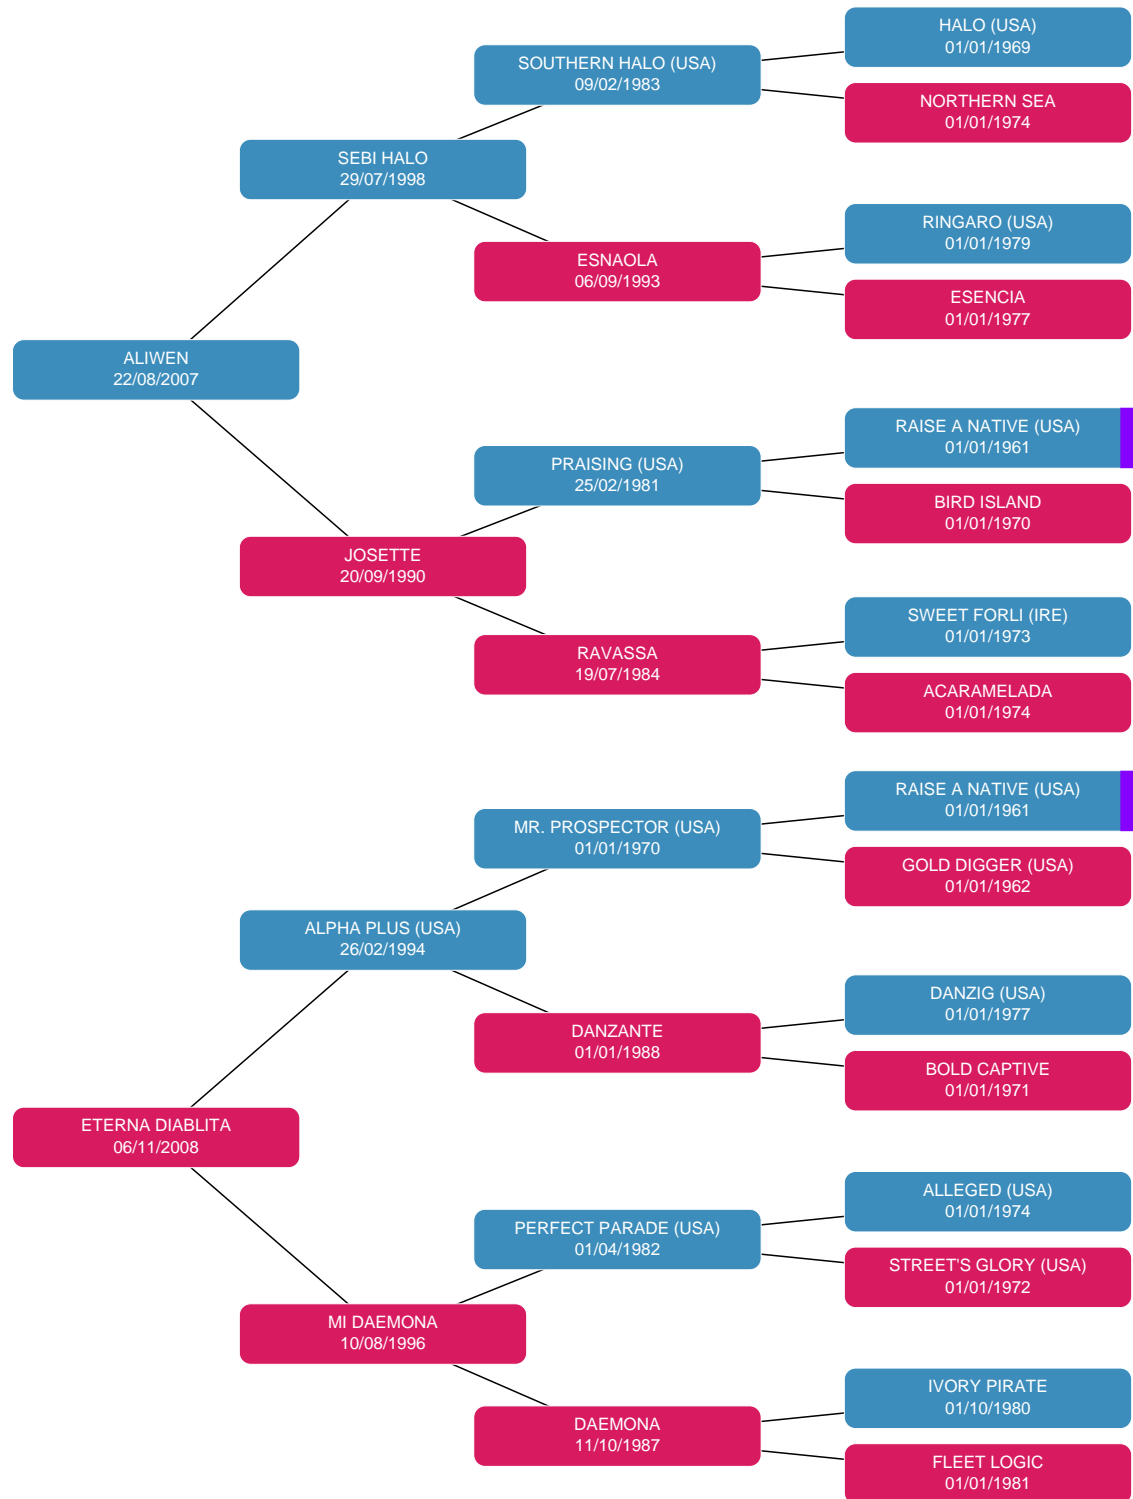 HALO (USA)
01/01/1969
SOUTHERN HALO (USA)
09/02/1983
NORTHERN SEA
01/01/1974
SEBI HALO
29/07/1998
RINGARO (USA)
01/01/1979
ESNAOLA
06/09/1993
ESENCIA
01/01/1977
ALIWEN
22/08/2007
RAISE A NATIVE (USA)
01/01/1961
PRAISING (USA)
25/02/1981
BIRD ISLAND
01/01/1970
JOSETTE
20/09/1990
SWEET FORLI (IRE)
01/01/1973
RAVASSA
19/07/1984
ACARAMELADA
01/01/1974
RAISE A NATIVE (USA)
01/01/1961
MR. PROSPECTOR (USA)
01/01/1970
GOLD DIGGER (USA)
01/01/1962
ALPHA PLUS (USA)
26/02/1994
DANZIG (USA)
01/01/1977
DANZANTE
01/01/1988
BOLD CAPTIVE
01/01/1971
ETERNA DIABLITA
06/11/2008
ALLEGED (USA)
01/01/1974
PERFECT PARADE (USA)
01/04/1982
STREET'S GLORY (USA)
01/01/1972
MI DAEMONA
10/08/1996
IVORY PIRATE
01/10/1980
DAEMONA
11/10/1987
FLEET LOGIC
01/01/1981